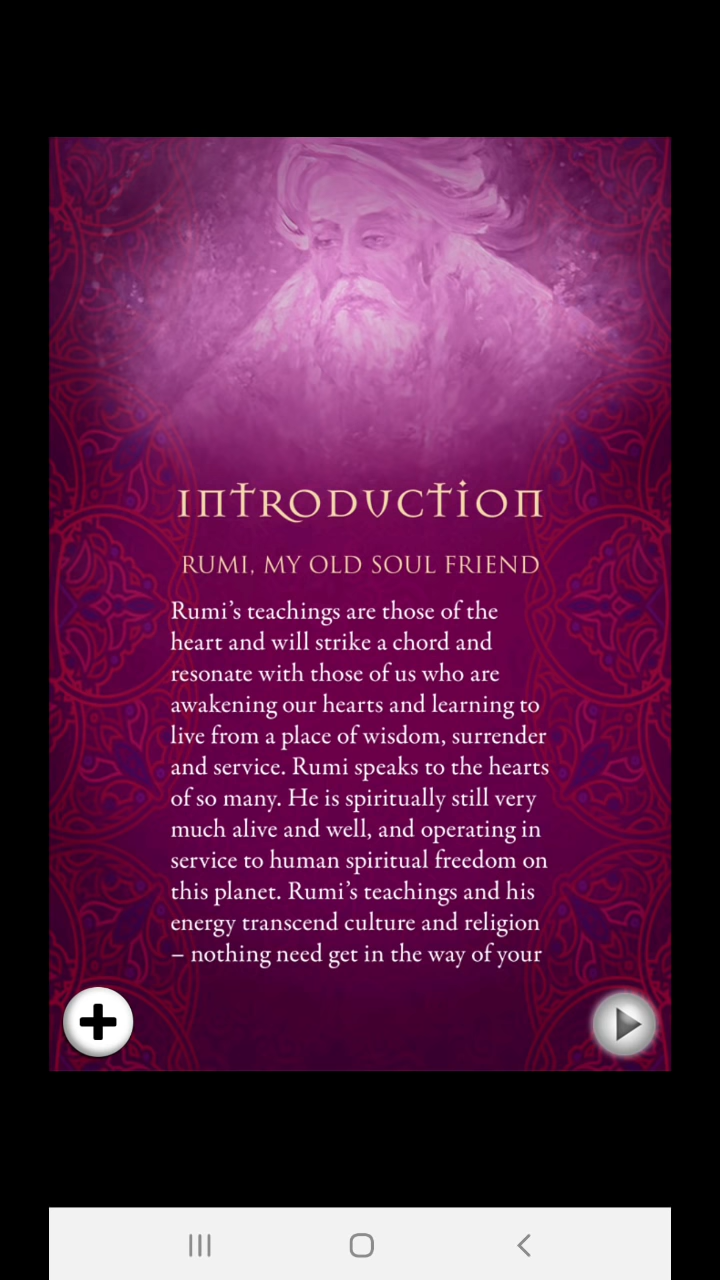 INTRODUCTION
RUMI, MY OLD SOUL FRIEND
Rumi’s teachings are those of the
heart and will strike a chord and
resonate with those of us who are
awakening our hearts and learning to
live from a place of wisdom, surrender
and service. Rumi speaks to the hearts
of so many. He is spiritually still very
much alive and well, and operating in
service to human spiritual freedom on
this planet. Rumi’s teachings and his
energy transcend culture and religion
– nothing need get in the way of your